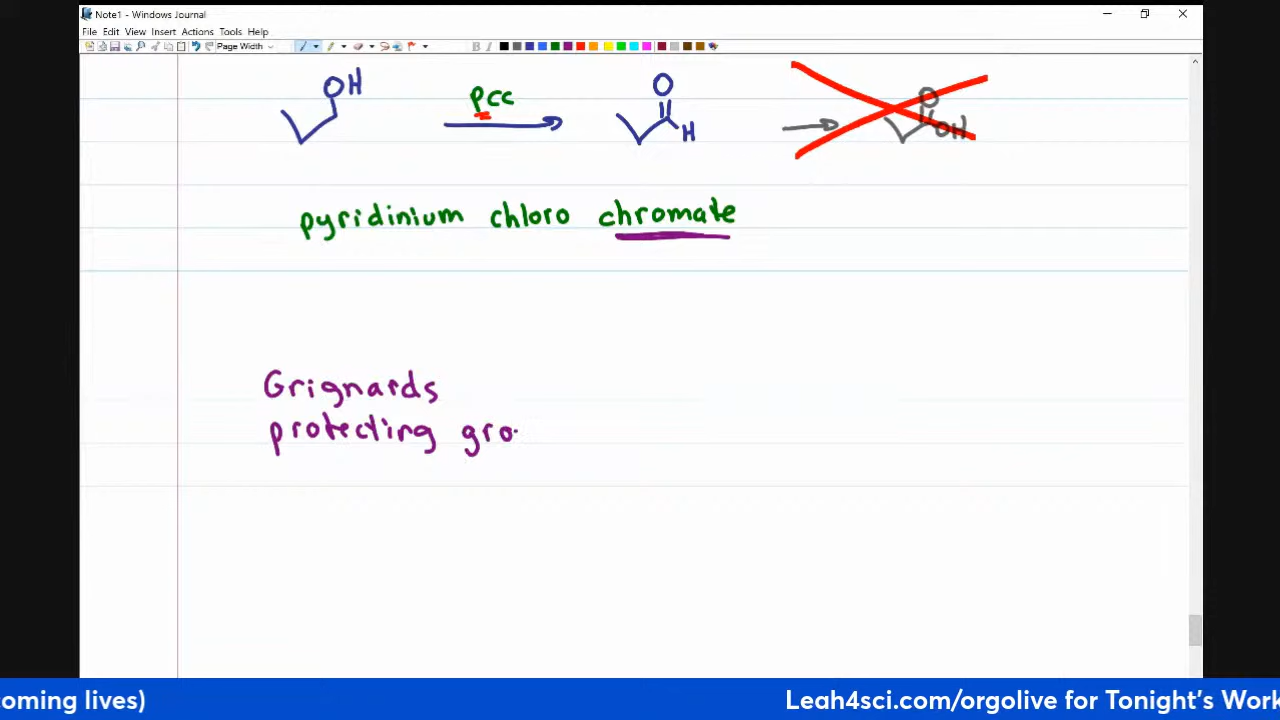 Note1 - Windows Journal
File Edit View Insert Actions Tools Help
Page Width
B I
OH
pcc
O
H
O
OH
pyridinium chloro chromate
Grignards
protecting gro
coming lives)
Leah4sci.com/orgolive for Tonight's Work